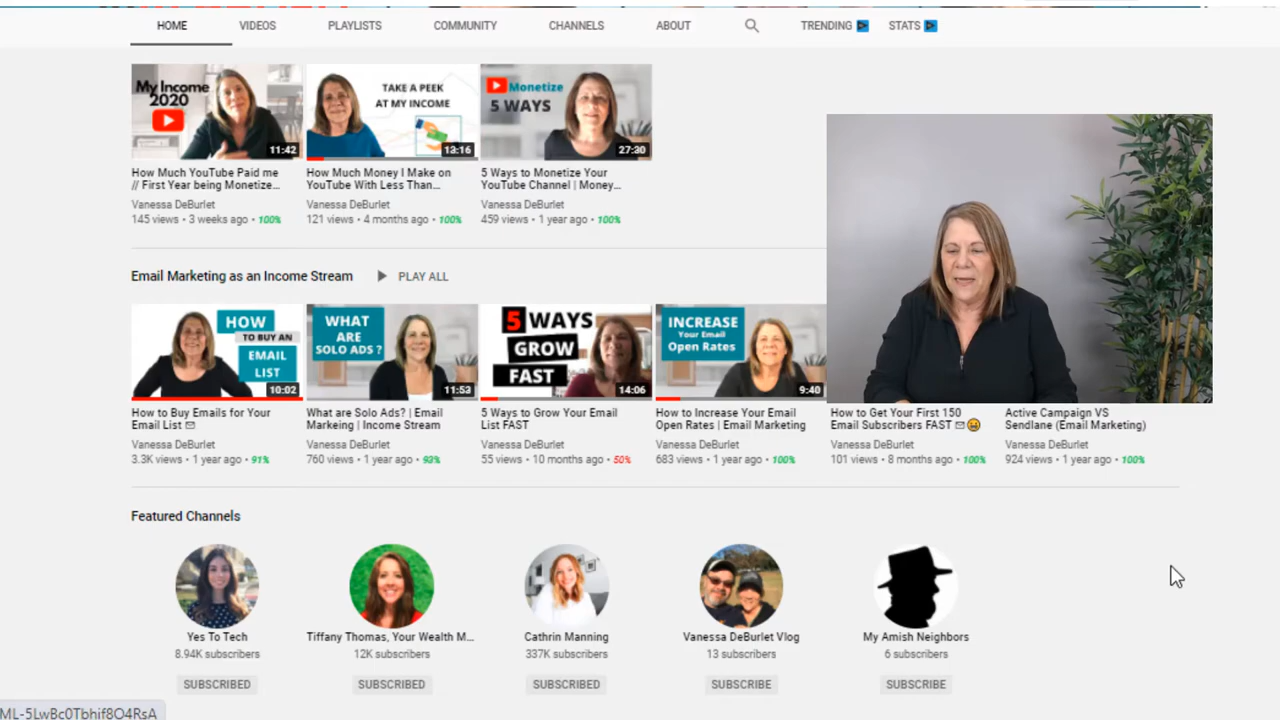 HOME VIDEOS PLAYLISTS COMMUNITY CHANNELS ABOUT TRENDING STATS
My Income
2020
11:42
TAKE A PEEK
AT MY INCOME
13:16
Monetize
5 WAYS
27:30
How Much YouTube Paid me
// First Year being Monetize...
Vanessa DeBurlet
145 views • 3 weeks ago • 100%
How Much Money I Make on
YouTube With Less Than...
Vanessa DeBurlet
121 views • 4 months ago • 100%
5 Ways to Monetize Your
YouTube Channel | Money...
Vanessa DeBurlet
459 views • 1 year ago • 100%
Email Marketing as an Income Stream PLAY ALL
HOW
TO BUY AN
EMAIL
LIST
10:02
WHAT
ARE
SOLO ADS ?
11:53
5 WAYS
GROW
FAST
14:06
INCREASE
Your Email
Open Rates
9:40
How to Buy Emails for Your
Email List
Vanessa DeBurlet
3.3K views • 1 year ago • 91%
What are Solo Ads? | Email
Markeing | Income Stream
Vanessa DeBurlet
760 views • 1 year ago • 93%
5 Ways to Grow Your Email
List FAST
Vanessa DeBurlet
55 views • 10 months ago • 50%
How to Increase Your Email
Open Rates | Email Marketing
Vanessa DeBurlet
683 views • 1 year ago • 100%
How to Get Your First 150
Email Subscribers FAST
Vanessa DeBurlet
101 views • 8 months ago • 100%
Active Campaign VS
Sendlane (Email Marketing)
Vanessa DeBurlet
924 views • 1 year ago • 100%
Featured Channels
Yes To Tech
8.94K subscribers
SUBSCRIBED
Tiffany Thomas, Your Wealth M...
12K subscribers
SUBSCRIBED
Cathrin Manning
337K subscribers
SUBSCRIBED
Vanessa DeBurlet Vlog
13 subscribers
SUBSCRIBE
My Amish Neighbors
6 subscribers
SUBSCRIBE
ML-5LwBc0Tbhif8O4RsA